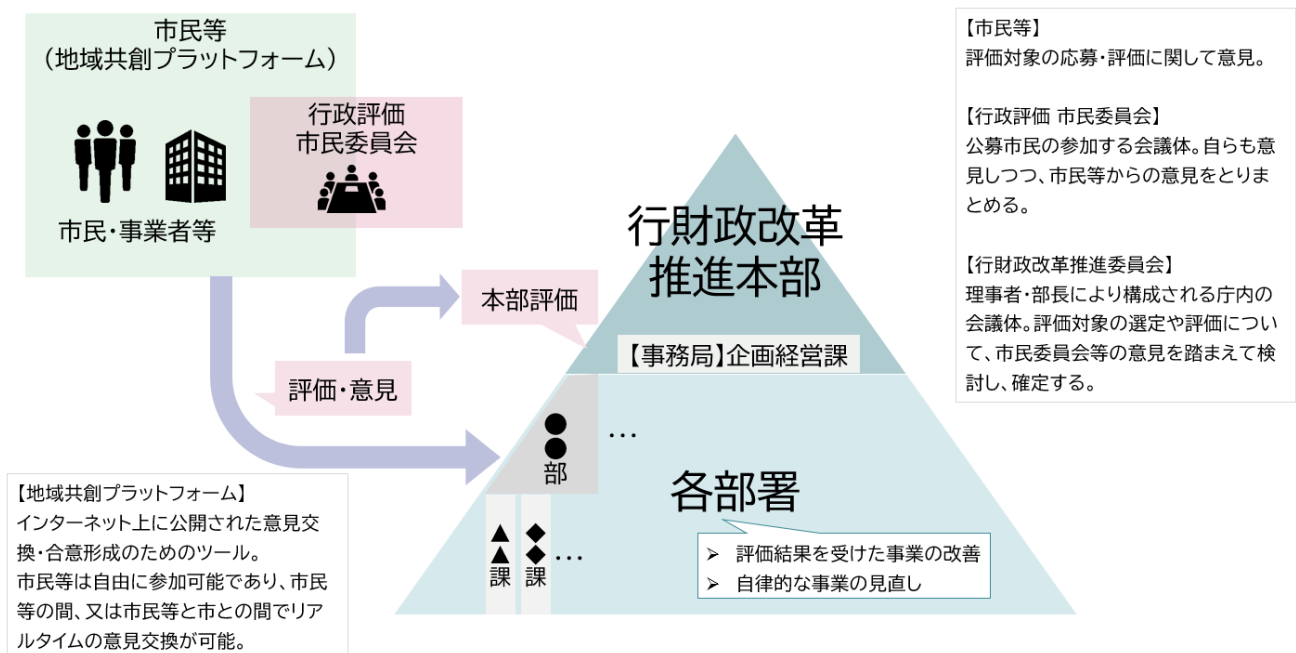 市民等
（地域共創プラットフォーム）
行政評価
市民委員会
市民・事業者等
【市民等】
評価対象の応募・評価に関して意見。
【行政評価 市民委員会】
公募市民の参加する会議体。自らも意
見しつつ、市民等からの意見をとりま
とめる。
【行財政改革推進委員会】
理事者・部長により構成される庁内の
会議体。評価対象の選定や評価につい
て、市民委員会等の意見を踏まえて検
討し、確定する。
行財政改革
推進本部
本部評価
【事務局】企画経営課
評価・意見
●●部
…
各部署
▲▲課
◆◆課
…
➢ 評価結果を受けた事業の改善
➢ 自律的な事業の見直し
【地域共創プラットフォーム】
インターネット上に公開された意見交
換・合意形成のためのツール。
市民等は自由に参加可能であり、市民
等の間、又は市民等と市との間でリア
ルタイムの意見交換が可能。